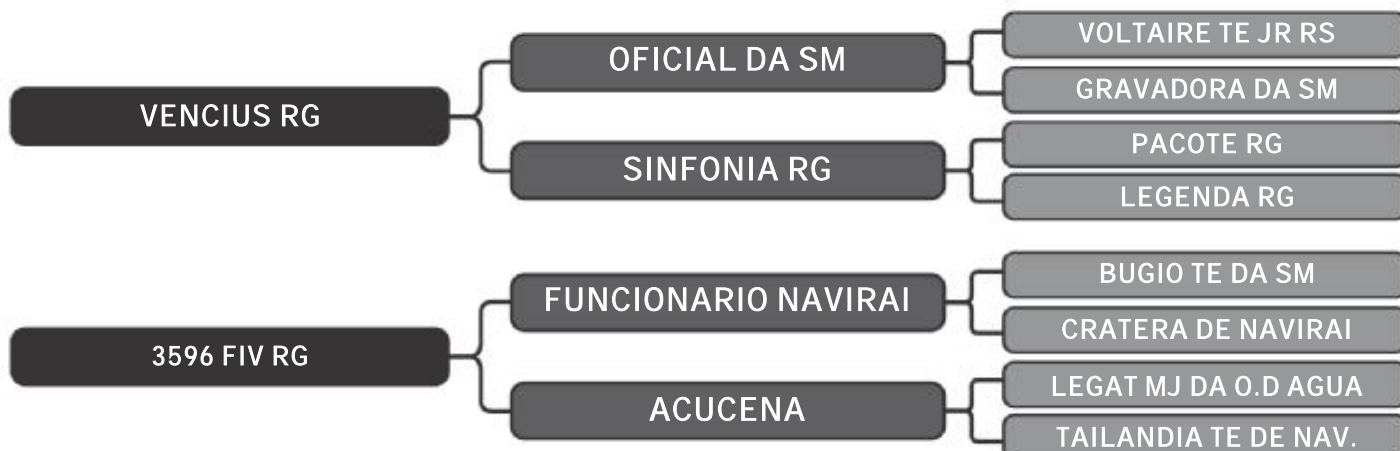 VENCIUS RG
OFICIAL DA SM
VOLTAIRE TE JR RS
GRAVADORA DA SM
SINFONIA RG
PACOTE RG
LEGENDA RG
3596 FIV RG
FUNCIONARIO NAVIRAI
BUGIO TE DA SM
CRATERA DE NAVIRAI
ACUCENA
LEGAT MJ DA O.D AGUA
TAILANDIA TE DE NAV.